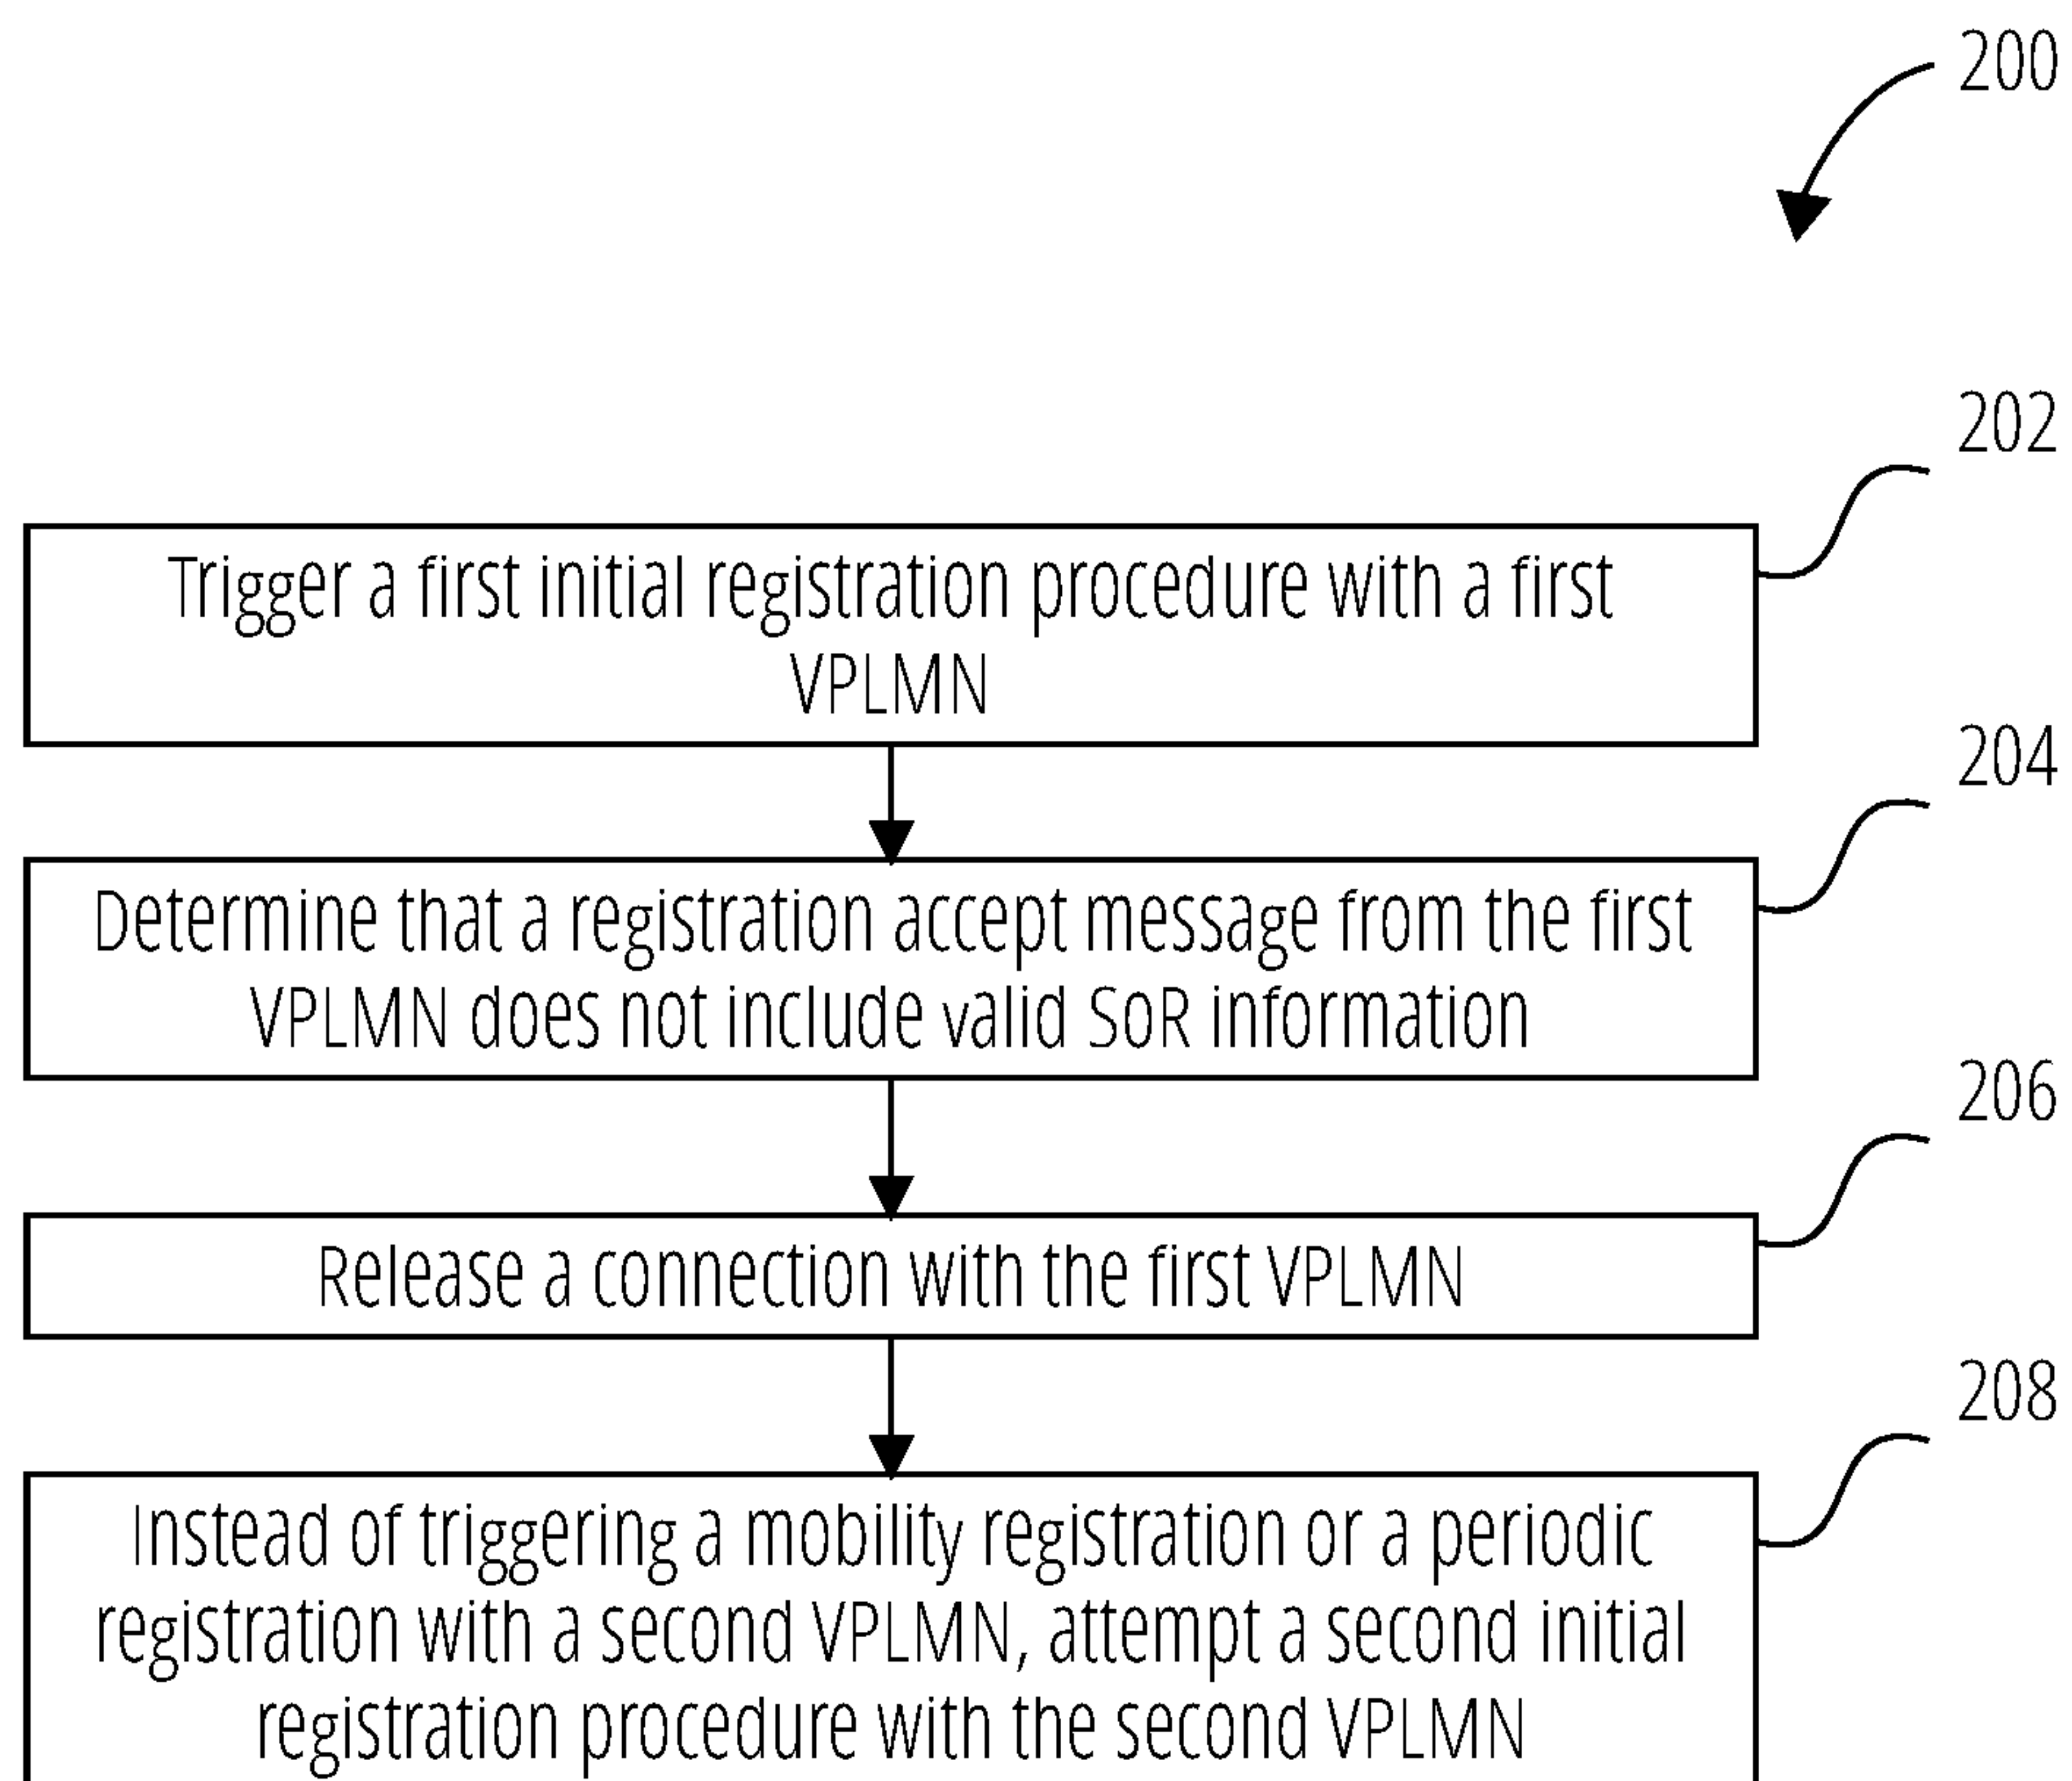 200
202
Trigger a first initial registration procedure with a first
VPLMN
204
Determine that a registration accept message from the first
VPLMN does not include valid SoR information
206
Release a connection with the first VPLMN
208
Instead of triggering a mobility registration or a periodic
registration with a second VPLMN, attempt a second initial
registration procedure with the second VPLMN